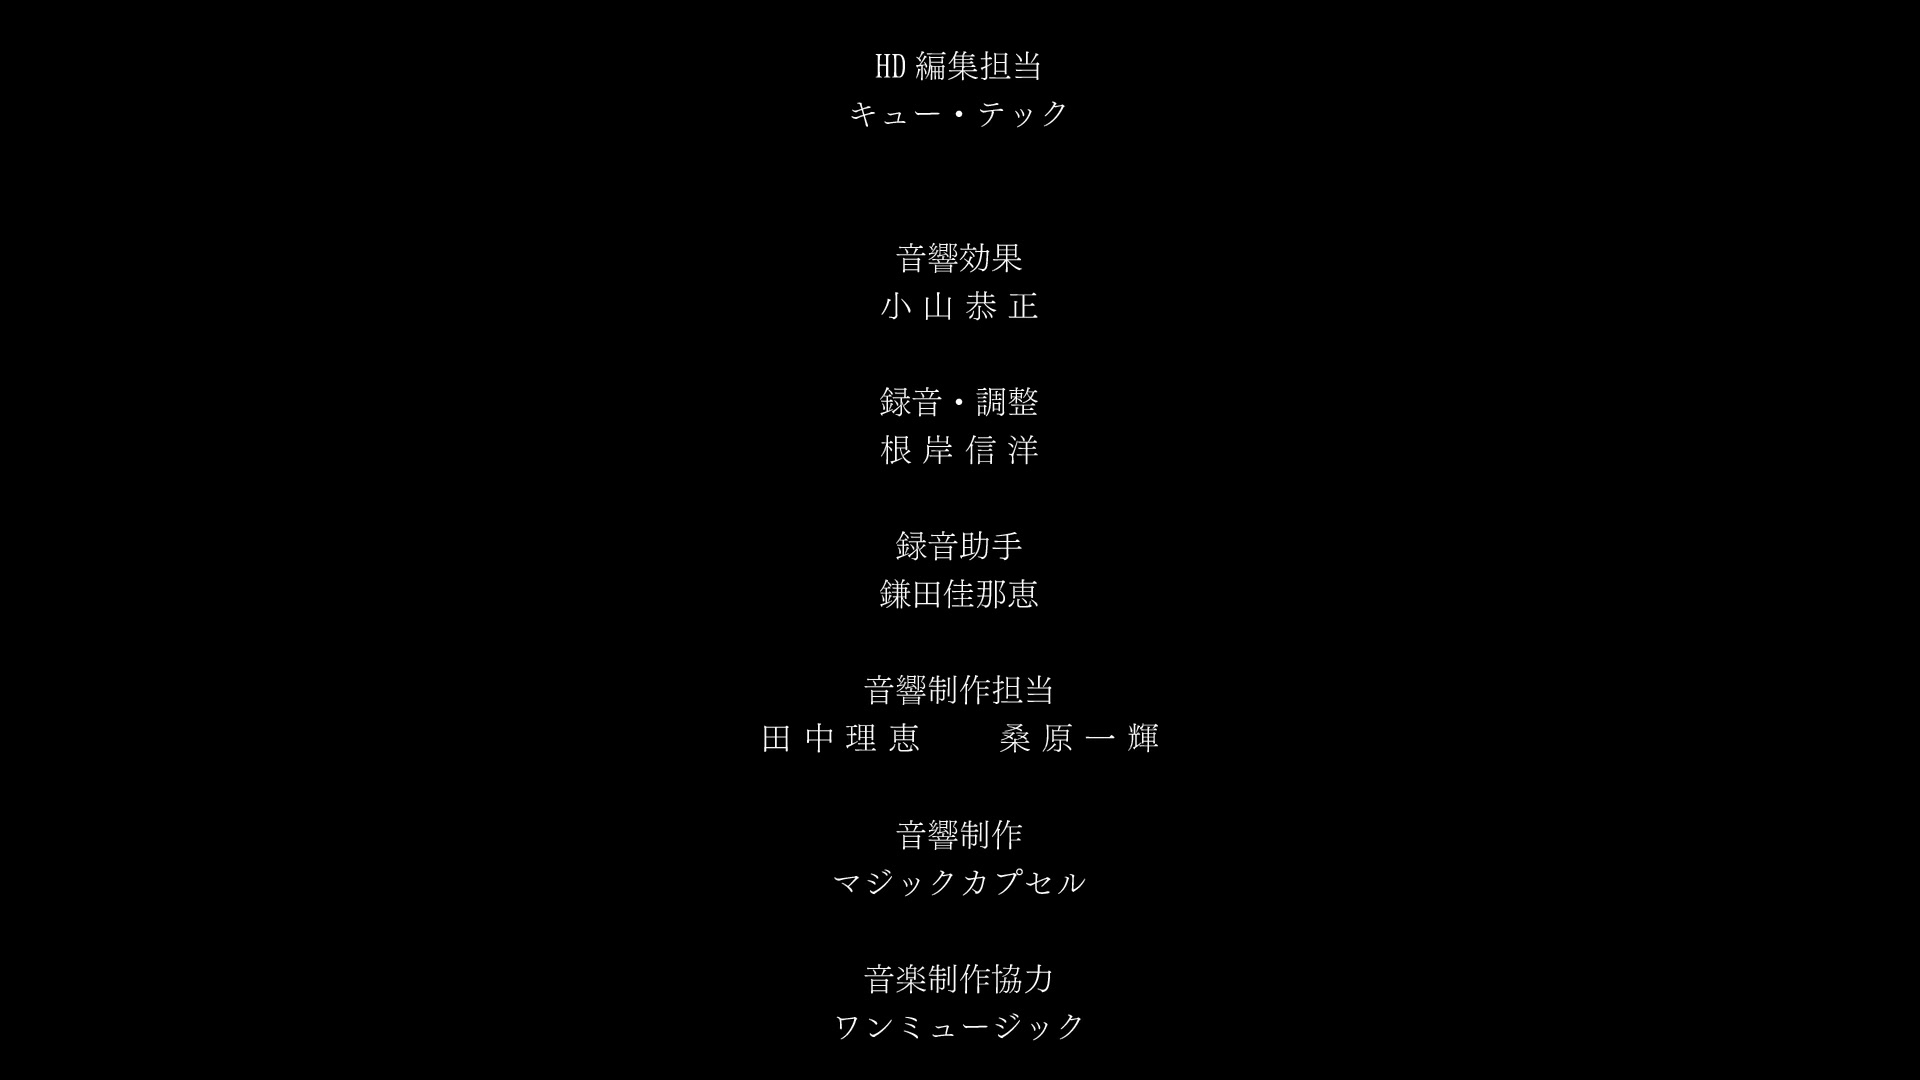 HD 編集担当
キュー・テック
音響効果
小山恭正
録音・調整
根岸信洋
録音助手
鎌田佳那恵
音響制作担当
田中理恵　桑原一輝
音響制作
マジックカプセル
音楽制作協力
ワンミュージック